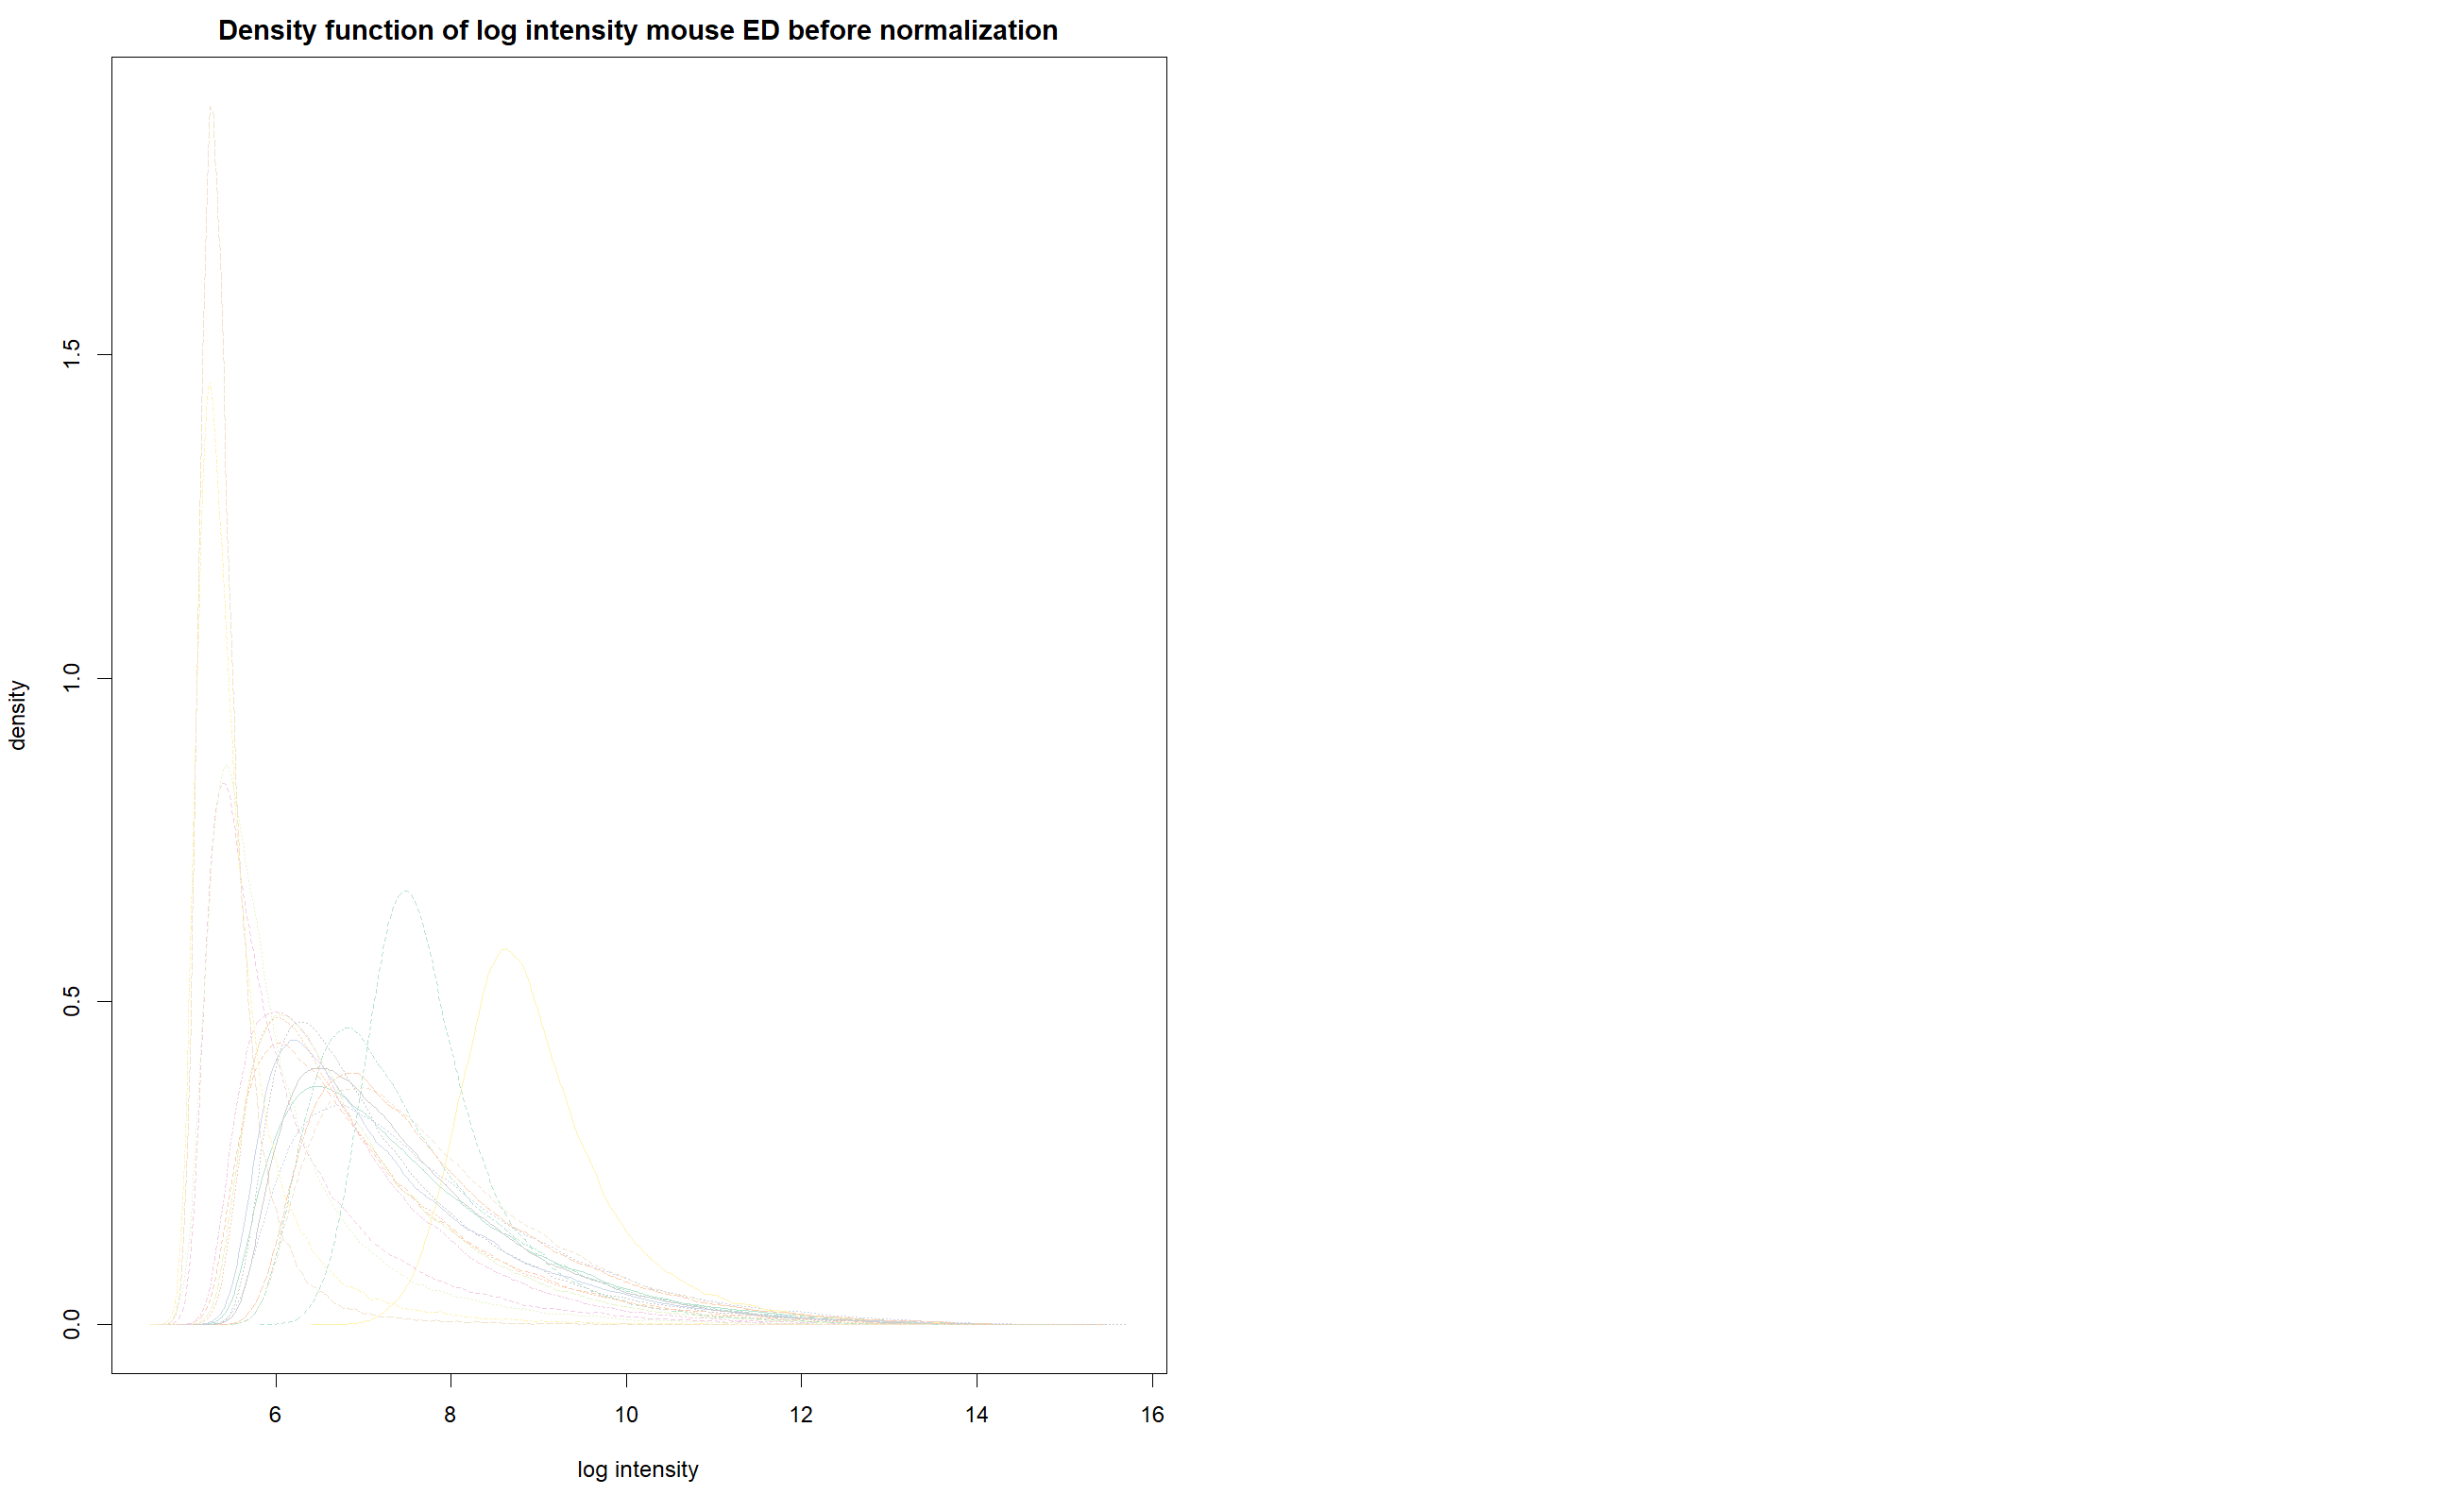 Density function of log intensity mouse ED before normalization
density
1.5
1.0
0.5
0.0
6 8 10 12 14 16
log intensity